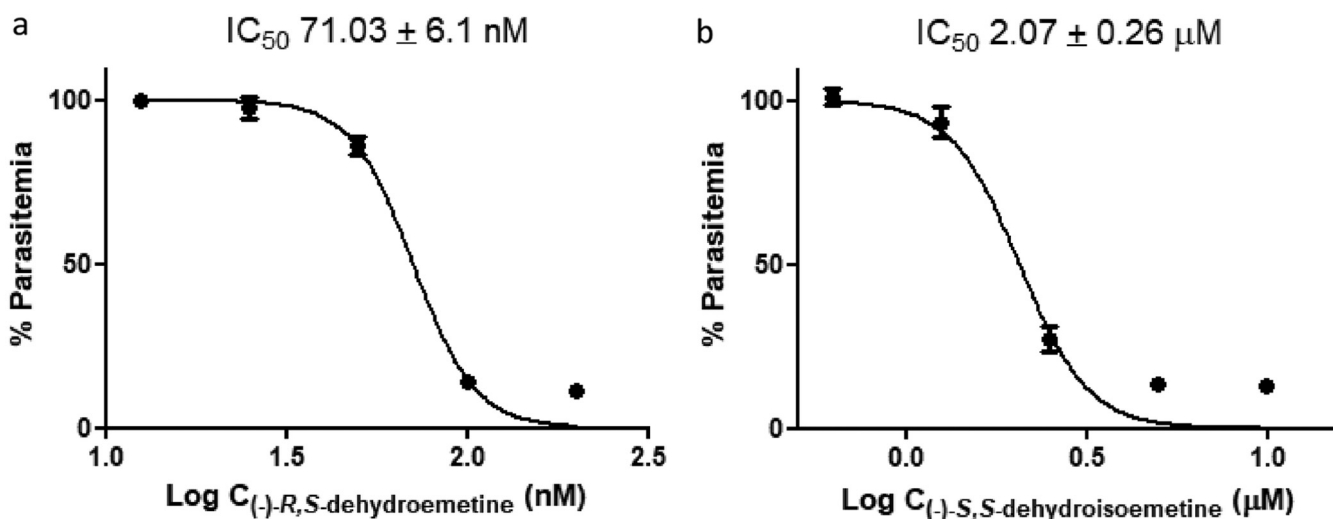 a
IC50 71.03 ± 6.1 nM
% Parasitemia
100
50
0
1.0 1.5 2.0 2.5
Log C(-)-R,S-dehydroemetine (nM)
b
IC50 2.07 ± 0.26 μM
% Parasitemia
100
50
0
0.0 0.5 1.0
Log C(-)-S,S-dehydroisoemetine (μM)